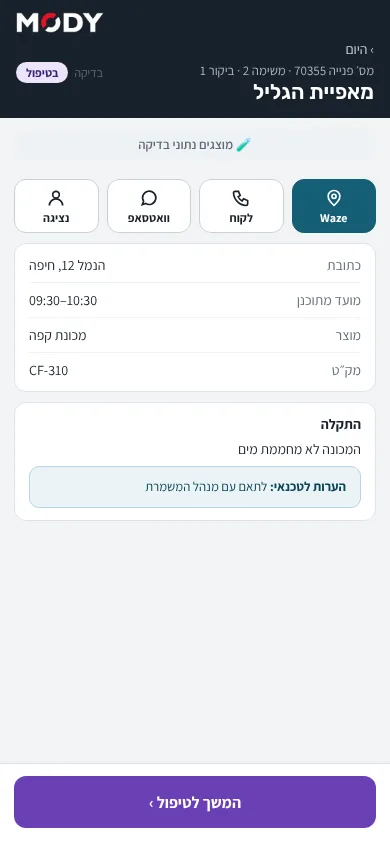 MODY
› היום
מס׳ פנייה 70355 · משימה 2 · ביקור 1
בדיקה
בטיפול
מאפיית הגליל
🧪 מוצגים נתוני בדיקה
Waze
לקוח
וואטסאפ
נציגה
כתובת הנמל 12, חיפה
מועד מתוכנן 09:30–10:30
מוצר מכונת קפה
מק״ט CF-310
התקלה
המכונה לא מחממת מים
הערות לטכנאי: לתאם עם מנהל המשמרת
המשך לטיפול ›